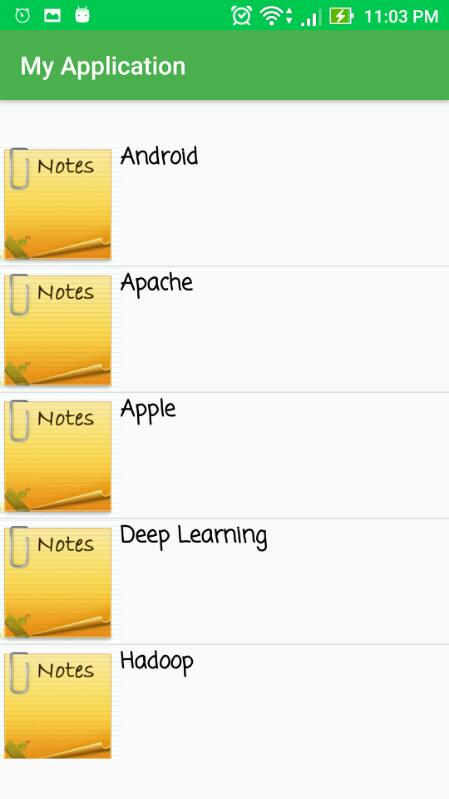 11:03 PM
My Application
Notes
Android
Notes
Apache
Notes
Apple
Notes
Deep Learning
Notes
Hadoop